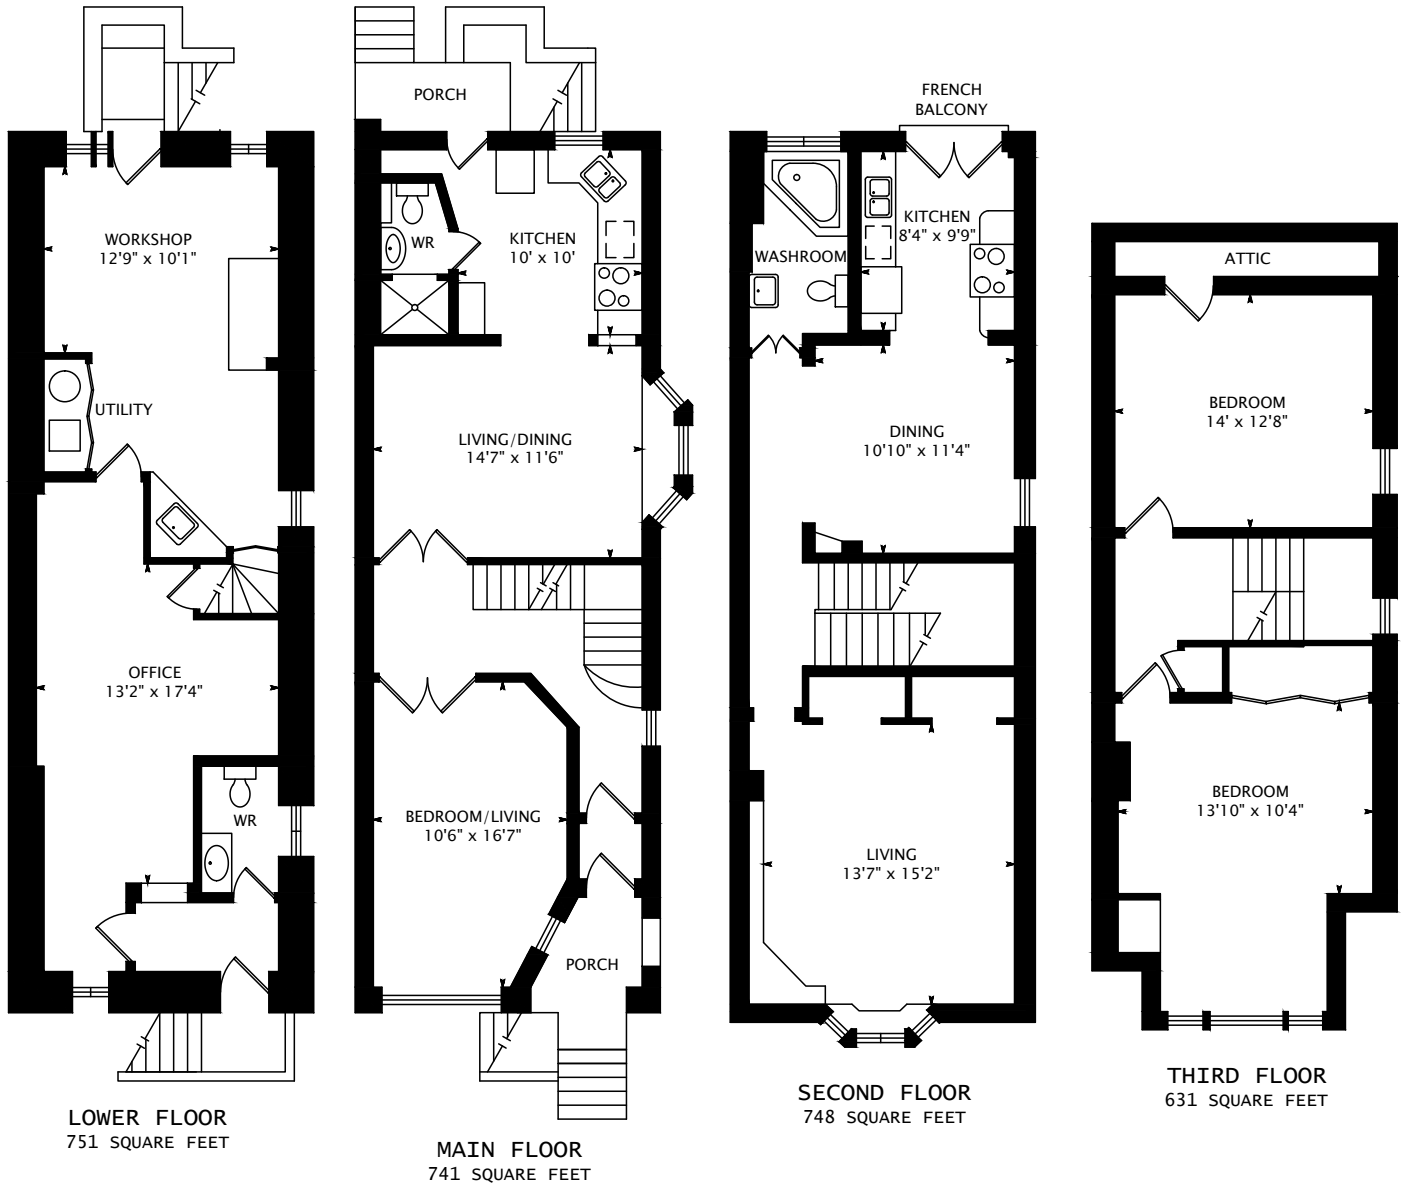 WORKSHOP
12'9" x 10'1"
UTILITY
OFFICE
13'2" x 17'4"
WR
LOWER FLOOR
751 SQUARE FEET
PORCH
WR
KITCHEN
10' x 10'
LIVING/DINING
14'7" x 11'6"
BEDROOM/LIVING
10'6" x 16'7"
PORCH
MAIN FLOOR
741 SQUARE FEET
FRENCH
BALCONY
KITCHEN
8'4" x 9'9"
WASHROOM
DINING
10'10" x 11'4"
LIVING
13'7" x 15'2"
SECOND FLOOR
748 SQUARE FEET
ATTIC
BEDROOM
14' x 12'8"
BEDROOM
13'10" x 10'4"
THIRD FLOOR
631 SQUARE FEET